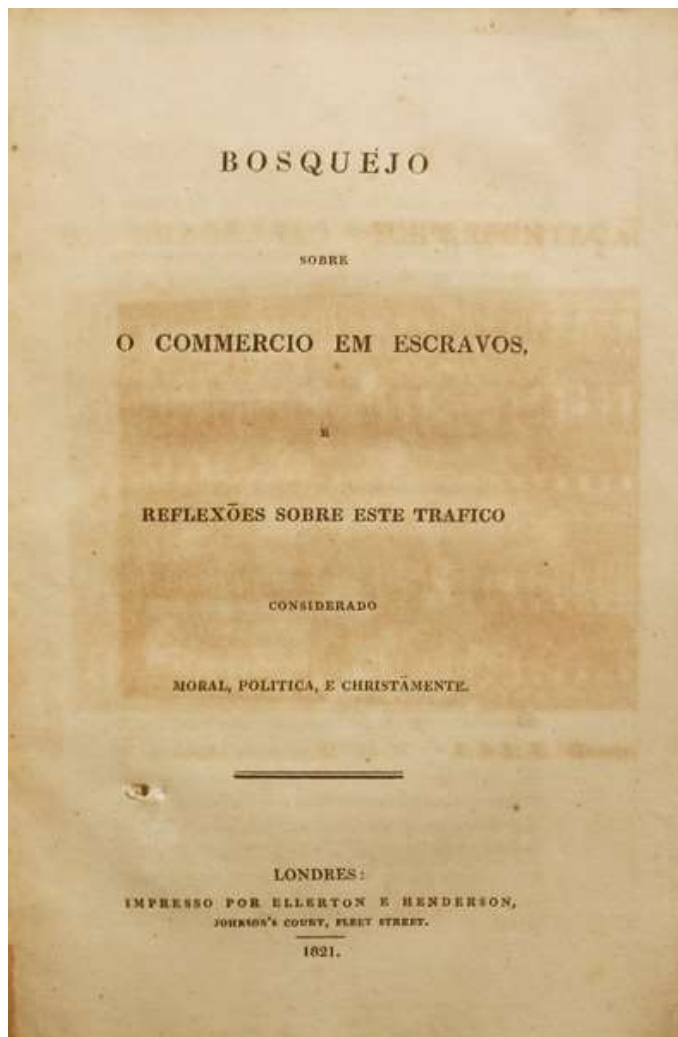 BOSQUÉJO
SOBRE
O COMMERCIO EM ESCRAVOS,
E
REFLEXÕES SOBRE ESTE TRAFICO
CONSIDERADO
MORAL, POLITICA, E CHRISTÃMENTE.
LONDRES:
IMPRESSO POR ELLERTON E HENDERSON,
JOHNSON'S COURT, FLEET STREET.
1821.